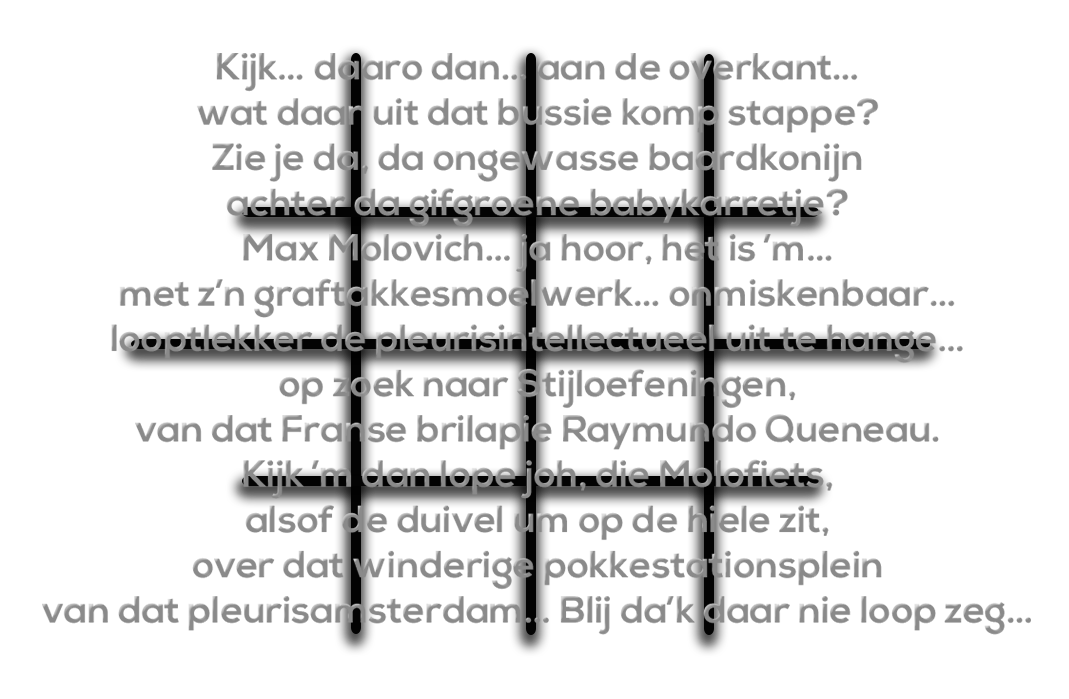 Kijk... daaro dan... aan de overkant...
wat daar uit dat bussie komp stappe?
Zie je da, da ongewasse baardkonijn
achter da gifgroene babykarretje?
Max Molovich... ja hoor, het is ’m...
met z’n graftakkesmoelwerk... onmiskenbaar...
looptlekker de pleurisintellectueel uit te hange...
op zoek naar Stijloefeningen,
van dat Franse brilapie Raymundo Queneau.
Kijk ’m dan lope joh, die Molofiets,
alsof de duivel um op de hiele zit,
over dat winderige pokkestationsplein
van dat pleurisamsterdam... Blij da’k daar nie loop zeg...